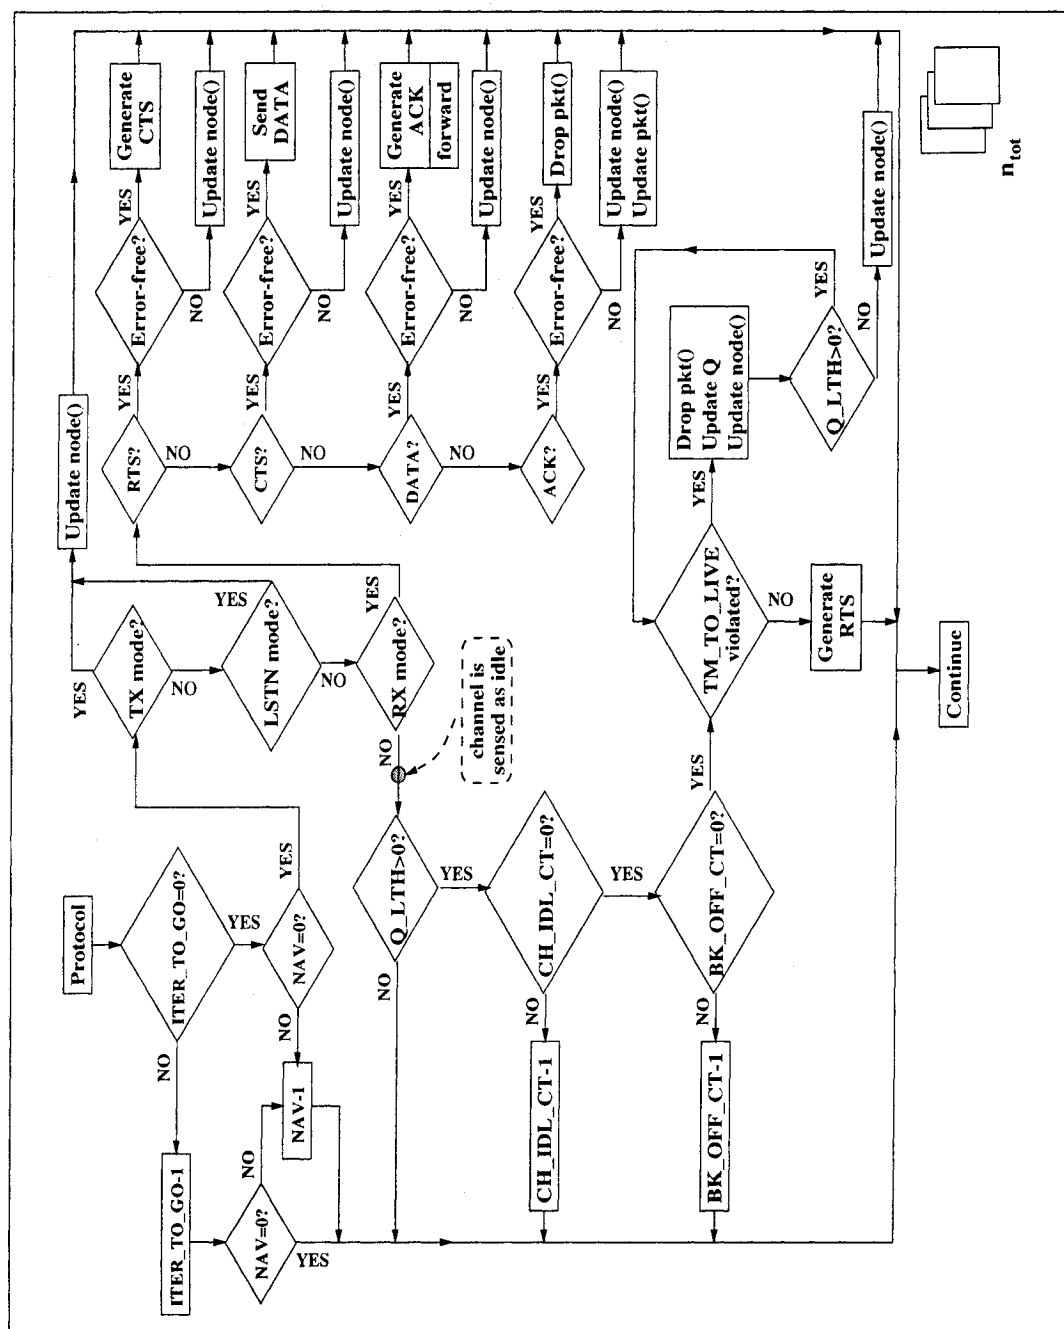 Protocol
ITER_TO_GO=0?
YES
NO
ITER_TO_GO-1
NAV=0?
NO
YES
NAV=0?
YES
NO
NAV-1
TX mode?
YES
NO
LSTN mode?
YES
NO
RX mode?
YES
NO
channel is
sensed as idle
Update node()
RTS?
YES
NO
CTS?
YES
NO
DATA?
YES
NO
ACK?
YES
Error-free?
YES
NO
Error-free?
YES
NO
Error-free?
YES
NO
Error-free?
YES
NO
Generate
CTS
Update node()
Send
DATA
Update node()
Generate
ACK
forward
Update node()
Drop pkt()
Update node()
Update pkt()
Q_LTH>0?
NO
YES
CH_IDL_CT=0?
NO
YES
CH_IDL_CT-1
BK_OFF_CT=0?
NO
YES
BK_OFF_CT-1
TM_TO_LIVE
violated?
YES
NO
Drop pkt()
Update Q
Update node()
Q_LTH>0?
YES
NO
Update node()
Generate
RTS
Continue
n_tot